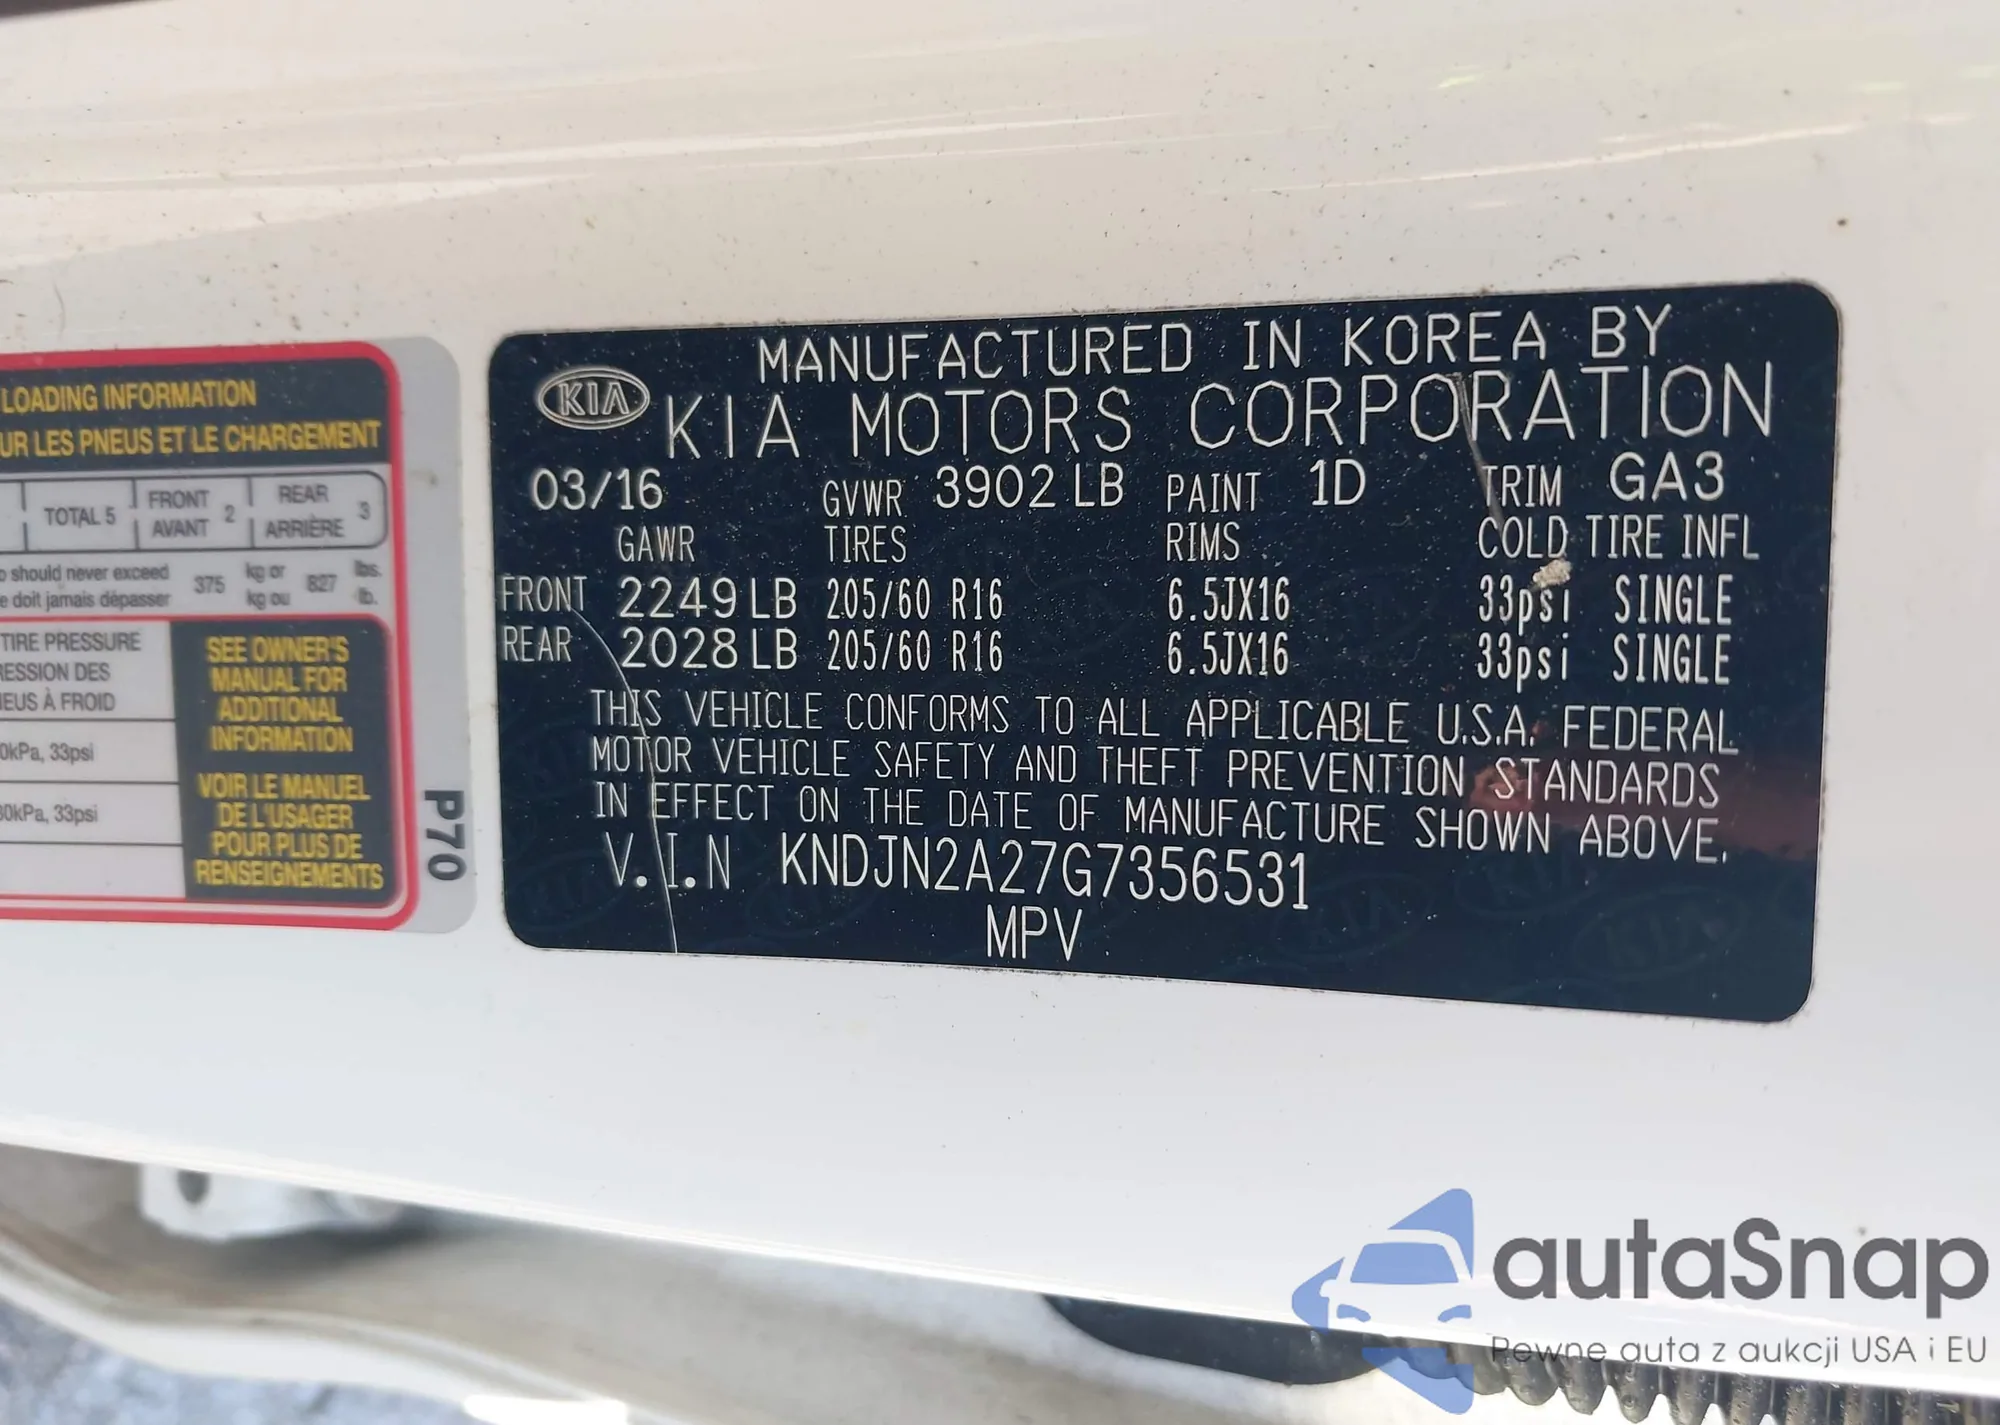 LOADING INFORMATION
UR LES PNEUS ET LE CHARGEMENT
TOTAL 5 FRONT AVANT 2 REAR ARRIÈRE 3
should never exceed 375 kg or 827 lbs.
doit jamais dépasser kg ou lb.
TIRE PRESSURE
RESSION DES
NEUS À FROID
0kPa, 33psi
30kPa, 33psi
SEE OWNER'S
MANUAL FOR
ADDITIONAL
INFORMATION
VOIR LE MANUEL
DE L'USAGER
POUR PLUS DE
RENSEIGNEMENTS
P70
MANUFACTURED IN KOREA BY
KIA KIA MOTORS CORPORATION
03/16 GVWR 3902 LB PAINT 1D TRIM GA3
GAWR TIRES RIMS COLD TIRE INFL
FRONT 2249 LB 205/60 R16 6.5JX16 33psi SINGLE
REAR 2028 LB 205/60 R16 6.5JX16 33psi SINGLE
THIS VEHICLE CONFORMS TO ALL APPLICABLE U.S.A. FEDERAL
MOTOR VEHICLE SAFETY AND THEFT PREVENTION STANDARDS
IN EFFECT ON THE DATE OF MANUFACTURE SHOWN ABOVE.
V.I.N KNDJN2A27G7356531
MPV
autaSnap
Pewne auta z aukcji USA i EU